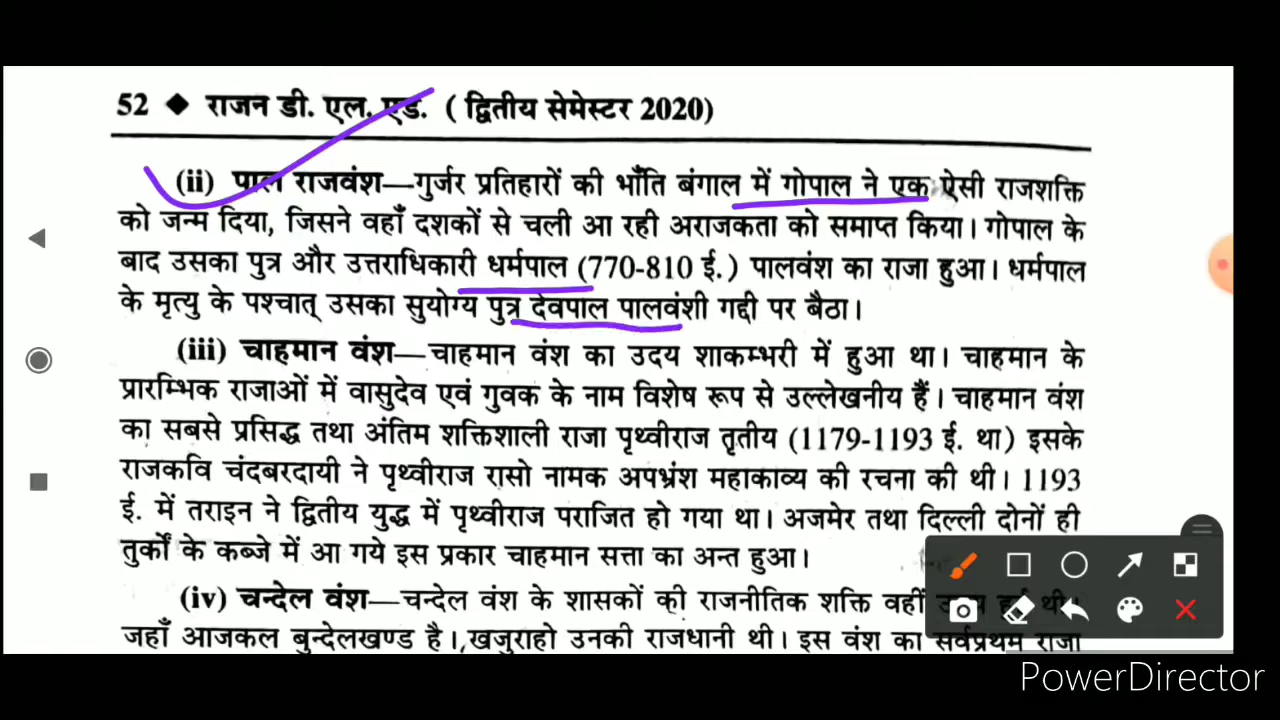 52 ◆ राजन डी. एल. एड. ( द्वितीय सेमेस्टर 2020)
(ii) पाल राजवंश—गुर्जर प्रतिहारों की भाँति बंगाल में गोपाल ने एक ऐसी राजशक्ति
को जन्म दिया, जिसने वहाँ दशकों से चली आ रही अराजकता को समाप्त किया। गोपाल के
बाद उसका पुत्र और उत्तराधिकारी धर्मपाल (770-810 ई.) पालवंश का राजा हुआ। धर्मपाल
के मृत्यु के पश्चात् उसका सुयोग्य पुत्र देवपाल पालवंशी गद्दी पर बैठा।
(iii) चाहमान वंश—चाहमान वंश का उदय शाकम्भरी में हुआ था। चाहमान के
प्रारम्भिक राजाओं में वासुदेव एवं गुवक के नाम विशेष रूप से उल्लेखनीय हैं। चाहमान वंश
का सबसे प्रसिद्ध तथा अंतिम शक्तिशाली राजा पृथ्वीराज तृतीय (1179-1193 ई. था) इसके
राजकवि चंदबरदायी ने पृथ्वीराज रासो नामक अपभ्रंश महाकाव्य की रचना की थी। 1193
ई. में तराइन ने द्वितीय युद्ध में पृथ्वीराज पराजित हो गया था। अजमेर तथा दिल्ली दोनों ही
तुर्कों के कब्जे में आ गये इस प्रकार चाहमान सत्ता का अन्त हुआ।
(iv) चन्देल वंश—चन्देल वंश के शासकों की राजनीतिक शक्ति वहीं
जहाँ आजकल बुन्देलखण्ड है। खजुराहो उनकी राजधानी थी। इस वंश का सर्वप्रथम राजा
PowerDirector